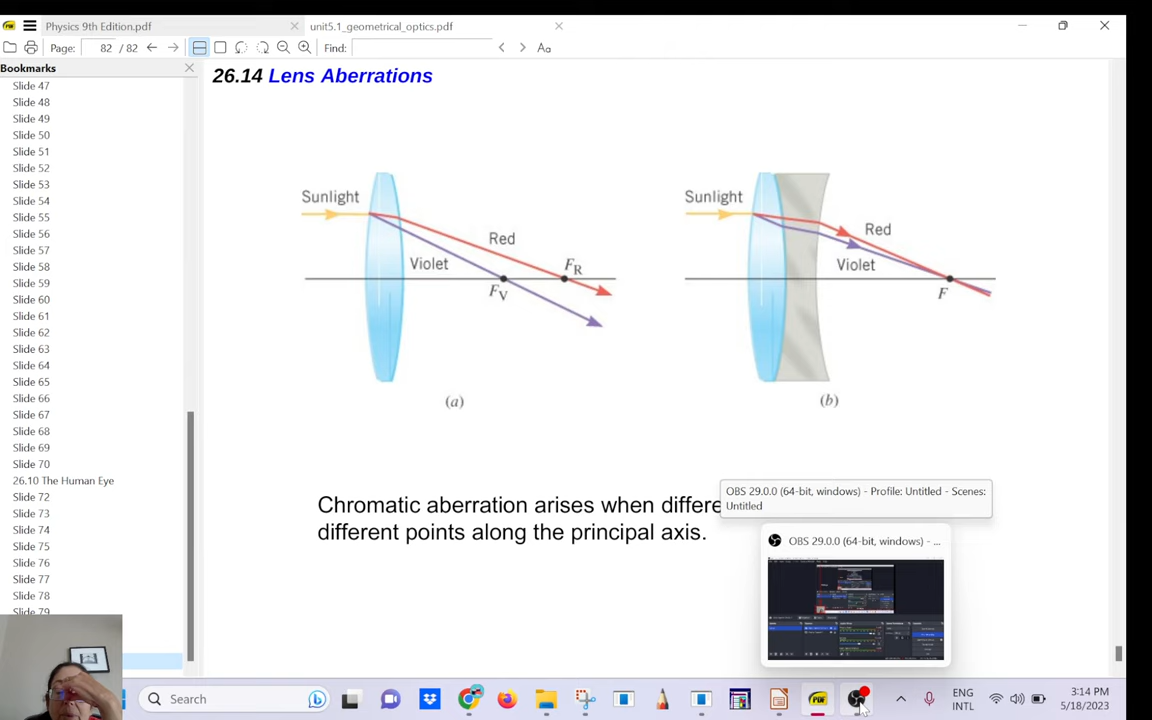 Physics 9th Edition.pdf
unit5.1_geometrical_optics.pdf
Page: 82 / 82
Find:
Aa
Bookmarks
Slide 47
Slide 48
Slide 49
Slide 50
Slide 51
Slide 52
Slide 53
Slide 54
Slide 55
Slide 56
Slide 57
Slide 58
Slide 59
Slide 60
Slide 61
Slide 62
Slide 63
Slide 64
Slide 65
Slide 66
Slide 67
Slide 68
Slide 69
Slide 70
26.10 The Human Eye
Slide 72
Slide 73
Slide 74
Slide 75
Slide 76
Slide 77
Slide 78
Slide 79
26.14 Lens Aberrations
Sunlight
Red
Violet
FR
FV
(a)
Sunlight
Red
Violet
F
(b)
Chromatic aberration arises when differe
different points along the principal axis.
OBS 29.0.0 (64-bit, windows) - Profile: Untitled - Scenes:
Untitled
OBS 29.0.0 (64-bit, windows) - ...
Search
ENG
INTL
3:14 PM
5/18/2023